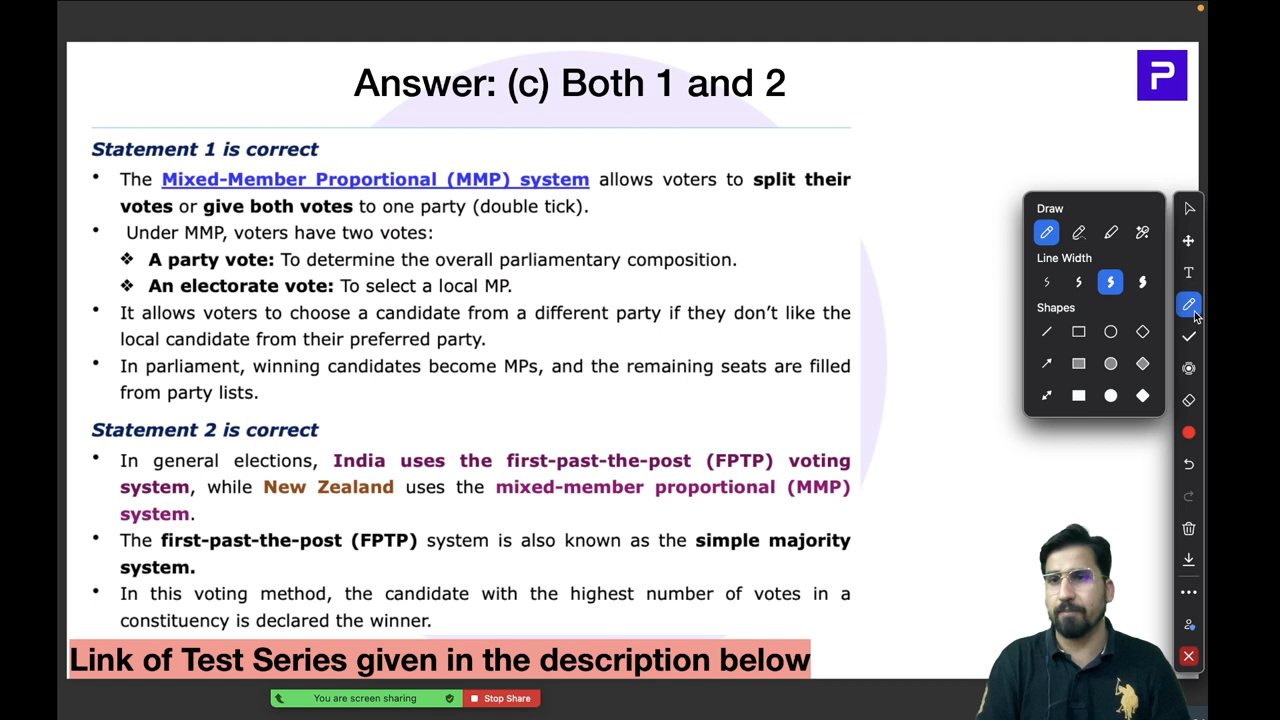 Answer: (c) Both 1 and 2
P
Statement 1 is correct
• The Mixed-Member Proportional (MMP) system allows voters to split their
votes or give both votes to one party (double tick).
• Under MMP, voters have two votes:
❖ A party vote: To determine the overall parliamentary composition.
❖ An electorate vote: To select a local MP.
• It allows voters to choose a candidate from a different party if they don’t like the
local candidate from their preferred party.
• In parliament, winning candidates become MPs, and the remaining seats are filled
from party lists.
Statement 2 is correct
• In general elections, India uses the first-past-the-post (FPTP) voting
system, while New Zealand uses the mixed-member proportional (MMP)
system.
• The first-past-the-post (FPTP) system is also known as the simple majority
system.
• In this voting method, the candidate with the highest number of votes in a
constituency is declared the winner.
Link of Test Series given in the description below
You are screen sharing
Stop Share
Draw
Line Width
Shapes
T